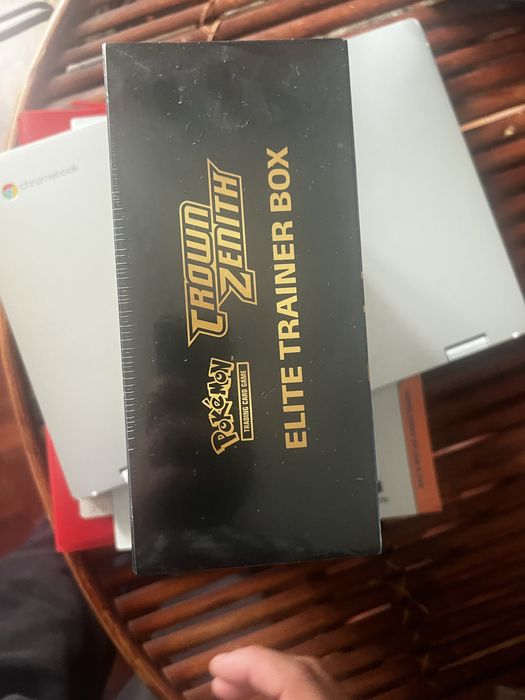 chromebook
CROWN
ZENITH
POKéMON
TRADING CARD GAME
ELITE TRAINER BOX